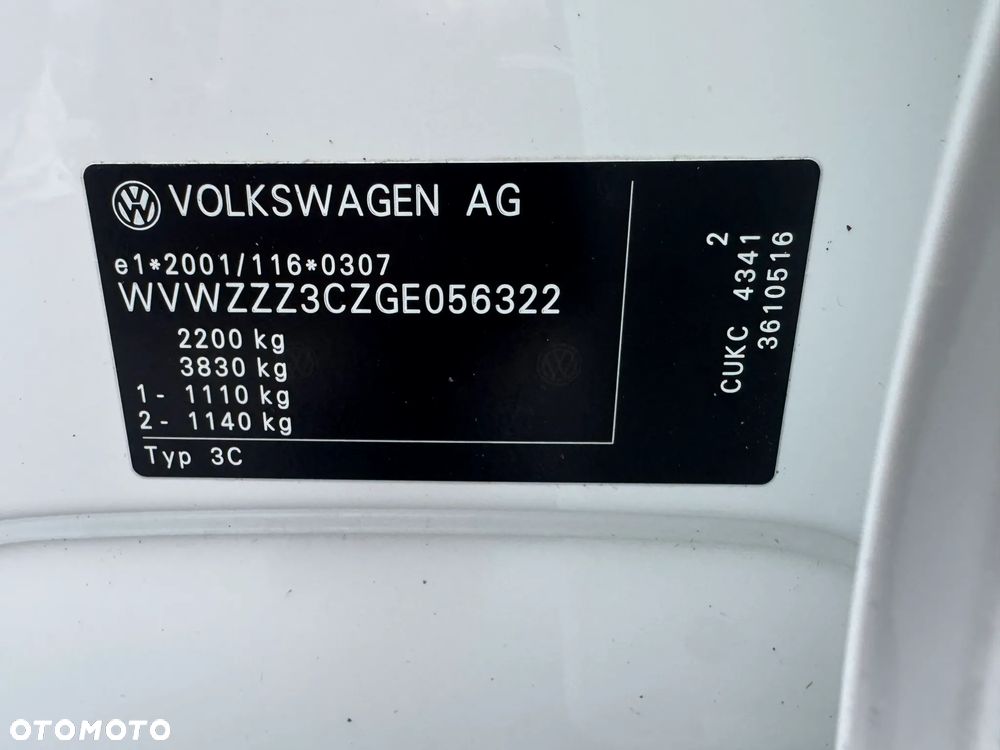 VOLKSWAGEN AG
e1*2001/116*0307
WVWZZZ3CZGE056322
2200 kg
3830 kg
1- 1110 kg
2- 1140 kg
Typ 3C
2
CUKC 4341
3610516
OTOMOTO